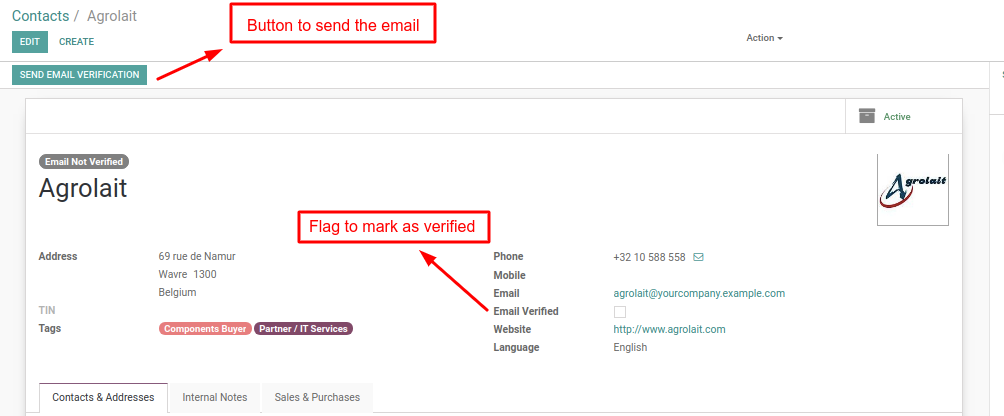 Contacts / Agrolait
Button to send the email
EDIT CREATE
Action
SEND EMAIL VERIFICATION
Active
Email Not Verified
Agrolait
Agrolait
Flag to mark as verified
Address 69 rue de Namur
Wavre 1300
Belgium
TIN
Tags Components Buyer Partner / IT Services
Phone +32 10 588 558
Mobile
Email agrolait@yourcompany.example.com
Email Verified
Website http://www.agrolait.com
Language English
Contacts & Addresses Internal Notes Sales & Purchases